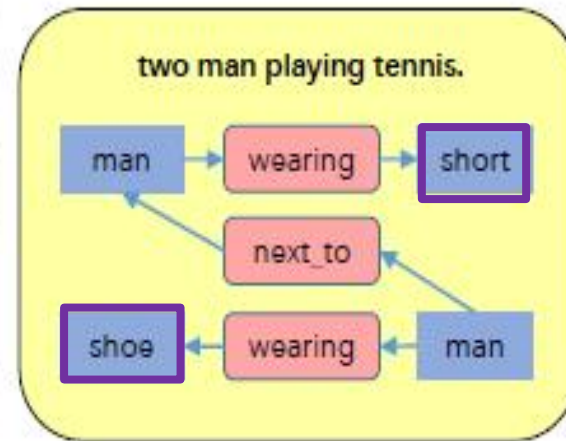 two man playing tennis.
man wearing short
next_to
shoe wearing man